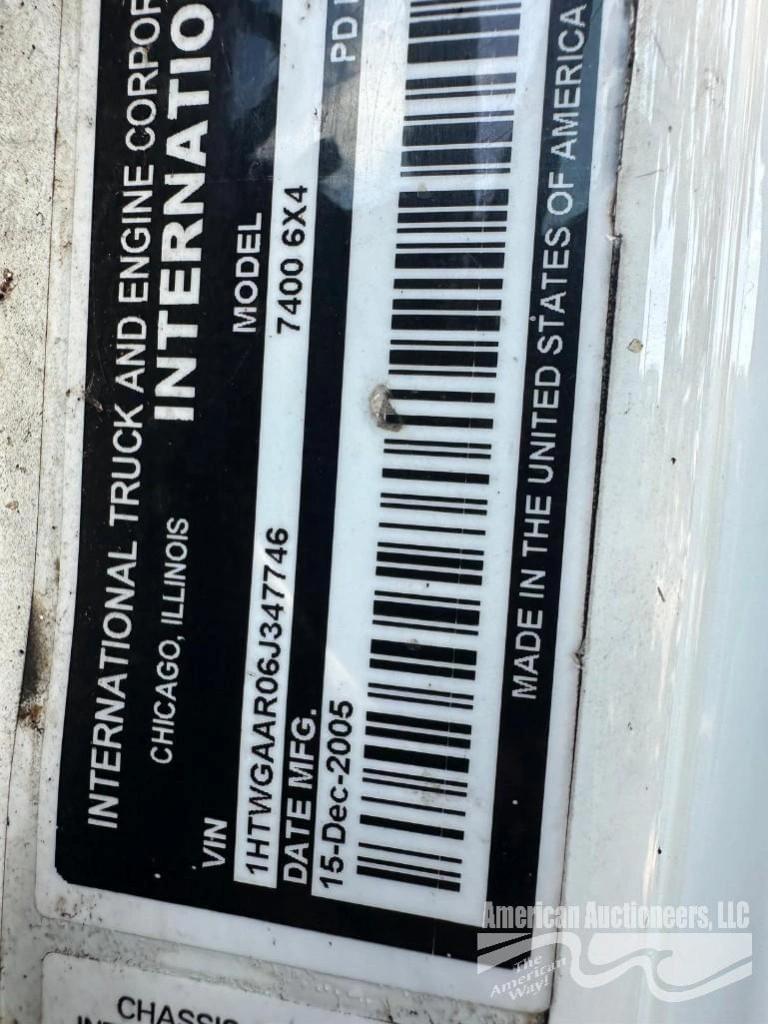 INTERNATIONAL TRUCK AND ENGINE CORPOR
CHICAGO, ILLINOIS
INTERNATIO
VIN
MODEL
1HTWGAAR06J347746
7400 6X4
DATE MFG.
PD
15-Dec-2005
MADE IN THE UNITED STATES OF AMERICA
CHASSIS
American Auctioneers, LLC
The
American
Way!